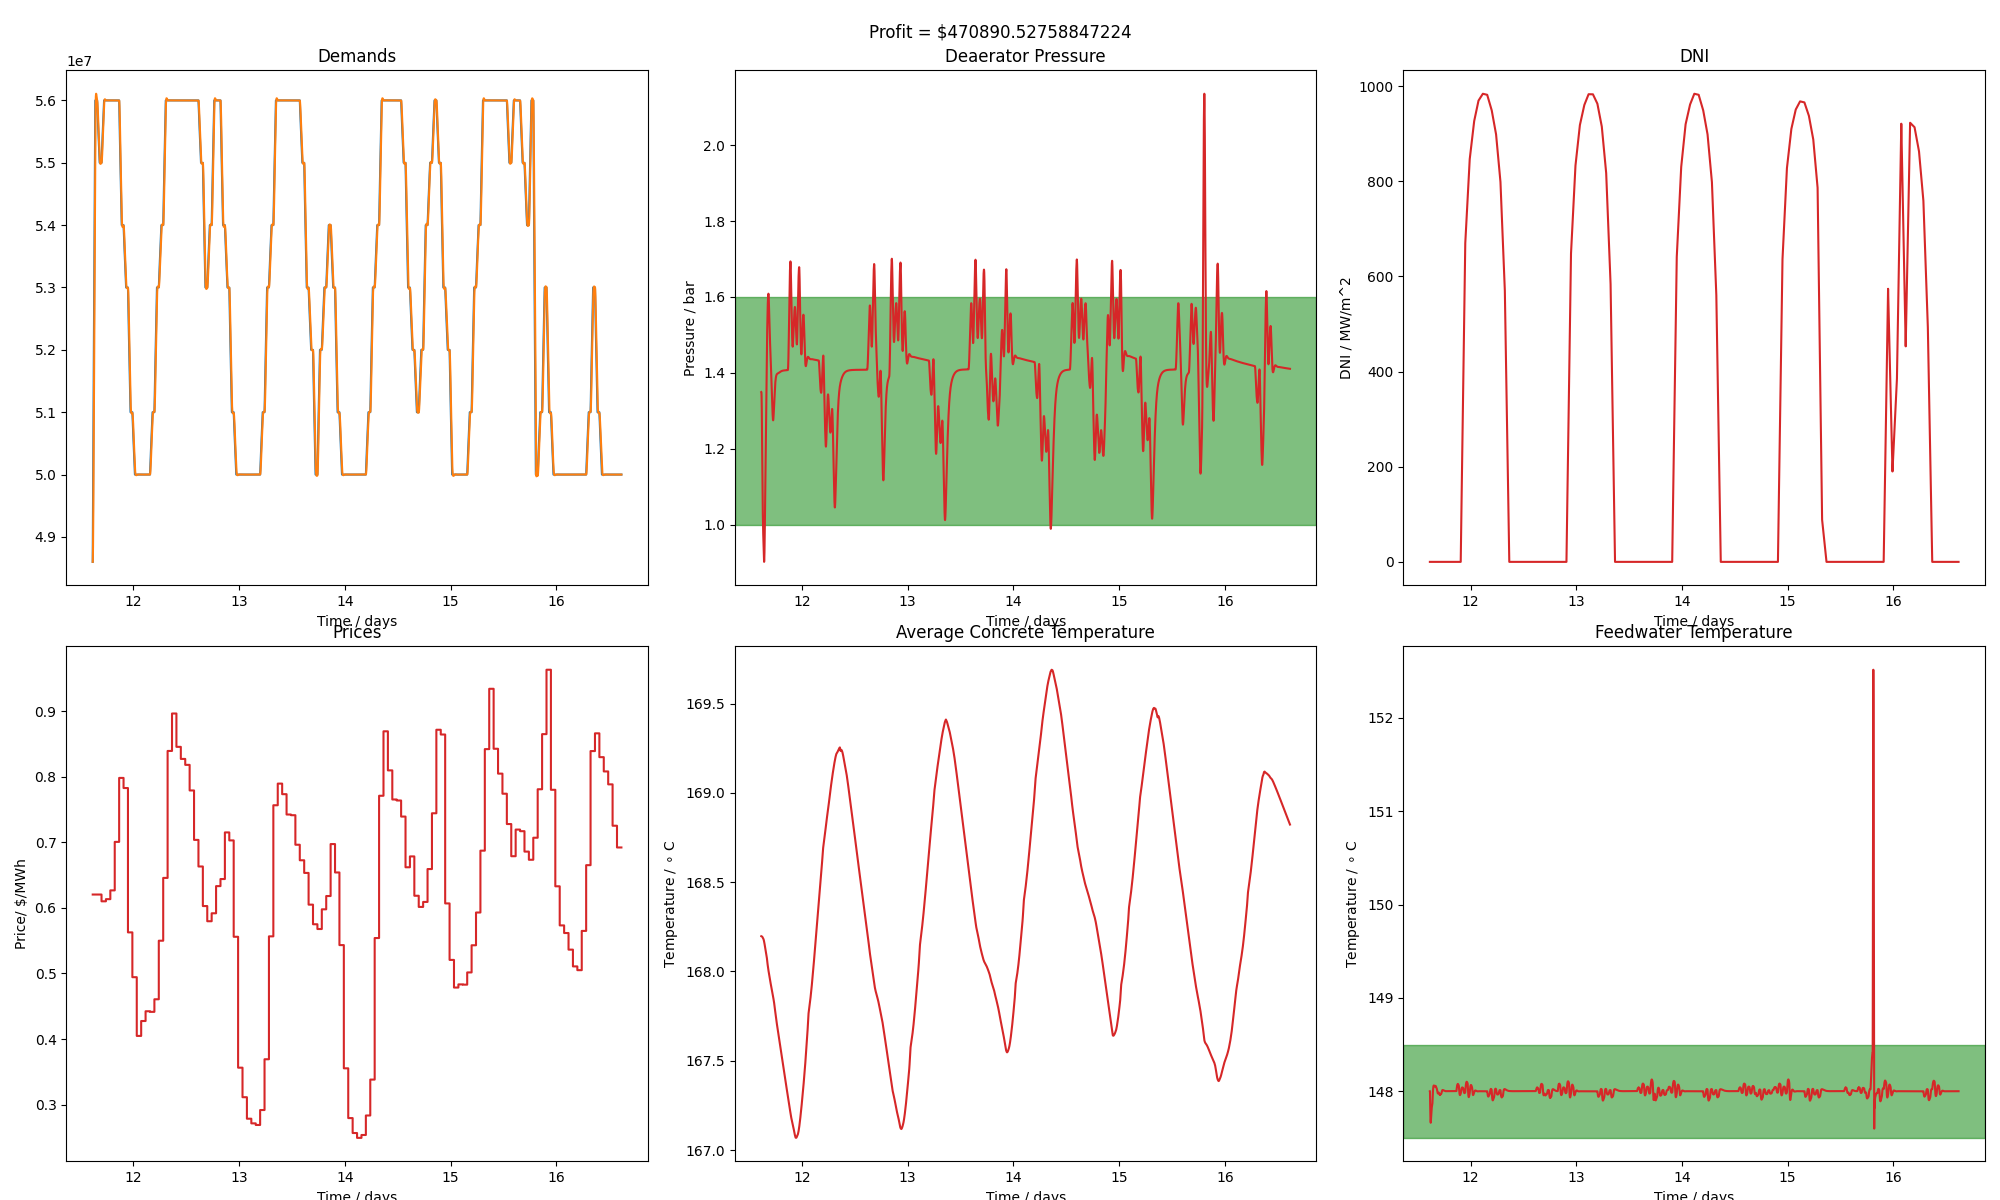 Profit = $470890.52758847224
Demands
1e7
5.6
5.5
5.4
5.3
5.2
5.1
5.0
4.9
12 13 14 15 16
Time / days
Deaerator Pressure
Pressure / bar
2.0
1.8
1.6
1.4
1.2
1.0
12 13 14 15 16
Time / days
DNI
DNI / MW/m^2
1000
800
600
400
200
0
12 13 14 15 16
Time / days
Prices
Price/ $/MWh
0.9
0.8
0.7
0.6
0.5
0.4
0.3
12 13 14 15 16
Time / days
Average Concrete Temperature
Temperature / ∘ C
169.5
169.0
168.5
168.0
167.5
167.0
12 13 14 15 16
Time / days
Feedwater Temperature
Temperature / ∘ C
152
151
150
149
148
12 13 14 15 16
Time / days